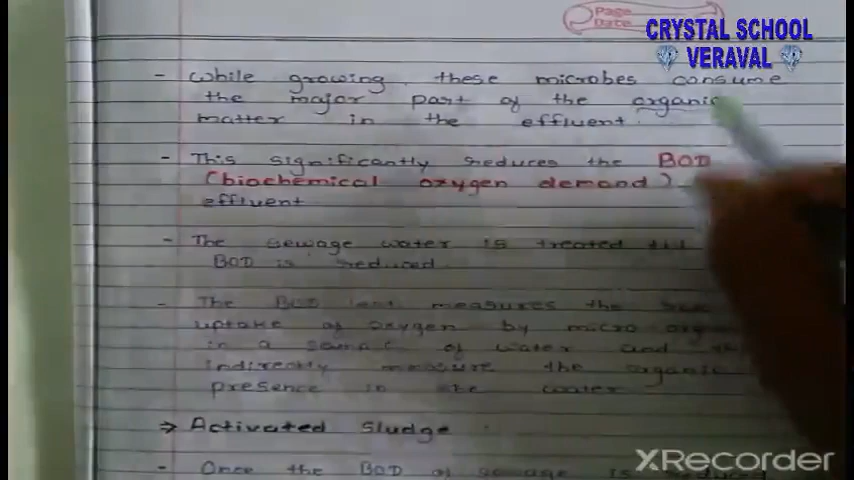 Page
Date
CRYSTAL SCHOOL
VERAVAL
- While growing these microbes consume
the major part of the organic
matter in the effluent.
- This significantly reduces the BOD
(biochemical oxygen demand)
effluent
- The sewage water is treated till
BOD is reduced.
- The BOD test measures the
uptake of oxygen by micro
in a of water and
indirectly measure the organic
presence in the water
⇒ Activated Sludge
- Once the BOD of sewage is reduced
XRecorder